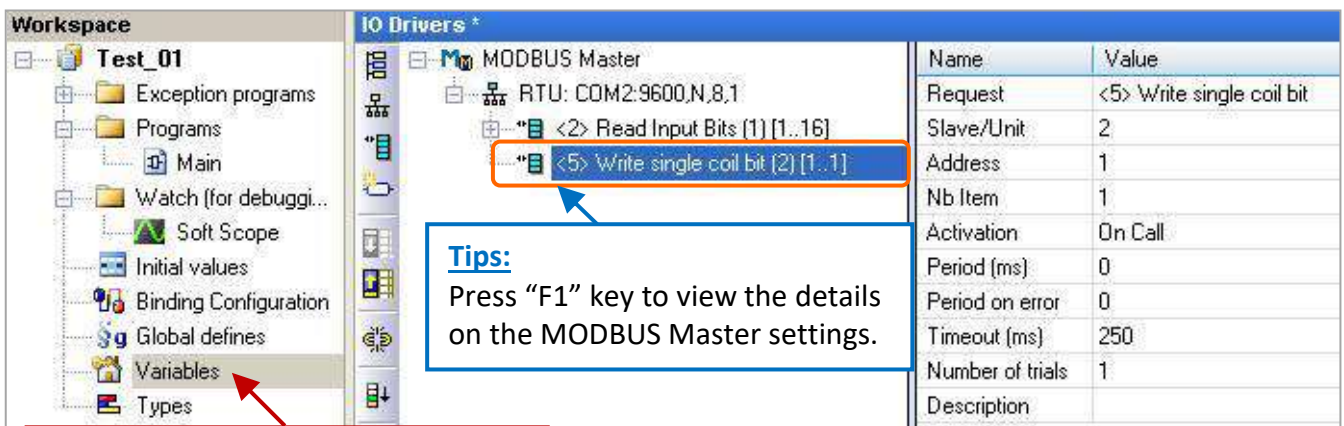 Workspace
Test_01
Exception programs
Programs
Main
Watch (for debuggi...
Soft Scope
Initial values
Binding Configuration
Global defines
Variables
Types
IO Drivers *
MODBUS Master
RTU: COM2:9600,N,8,1
<2> Read Input Bits (1) [1..16]
<5> Write single coil bit (2) [1..1]
Tips:
Press “F1” key to view the details
on the MODBUS Master settings.
Name Value
Request <5> Write single coil bit
Slave/Unit 2
Address 1
Nb Item 1
Activation On Call
Period (ms) 0
Period on error 0
Timeout (ms) 250
Number of trials 1
Description